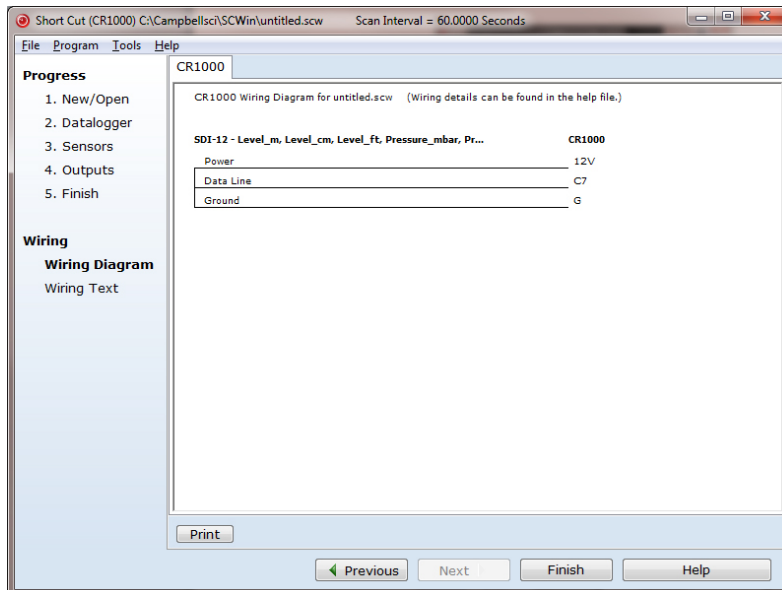 Short Cut (CR1000) C:\Campbellsci\SCWin\untitled.scw Scan Interval = 60.0000 Seconds
File Program Tools Help
Progress
1. New/Open
2. Datalogger
3. Sensors
4. Outputs
5. Finish
Wiring
Wiring Diagram
Wiring Text
CR1000
CR1000 Wiring Diagram for untitled.scw (Wiring details can be found in the help file.)
SDI-12 - Level_m, Level_cm, Level_ft, Pressure_mbar, Pr... CR1000
Power 12V
Data Line C7
Ground G
Print
Previous Next Finish Help